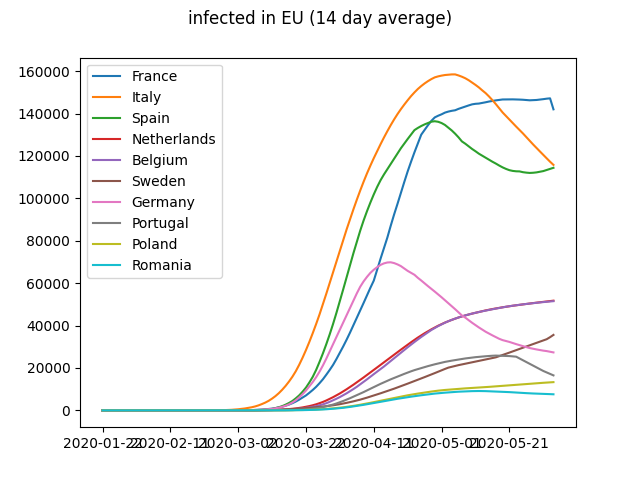 infected in EU (14 day average)
160000
140000
120000
100000
80000
60000
40000
20000
0
France
Italy
Spain
Netherlands
Belgium
Sweden
Germany
Portugal
Poland
Romania
2020-01-22 2020-02-11 2020-03-02 2020-03-22 2020-04-11 2020-05-01 2020-05-21